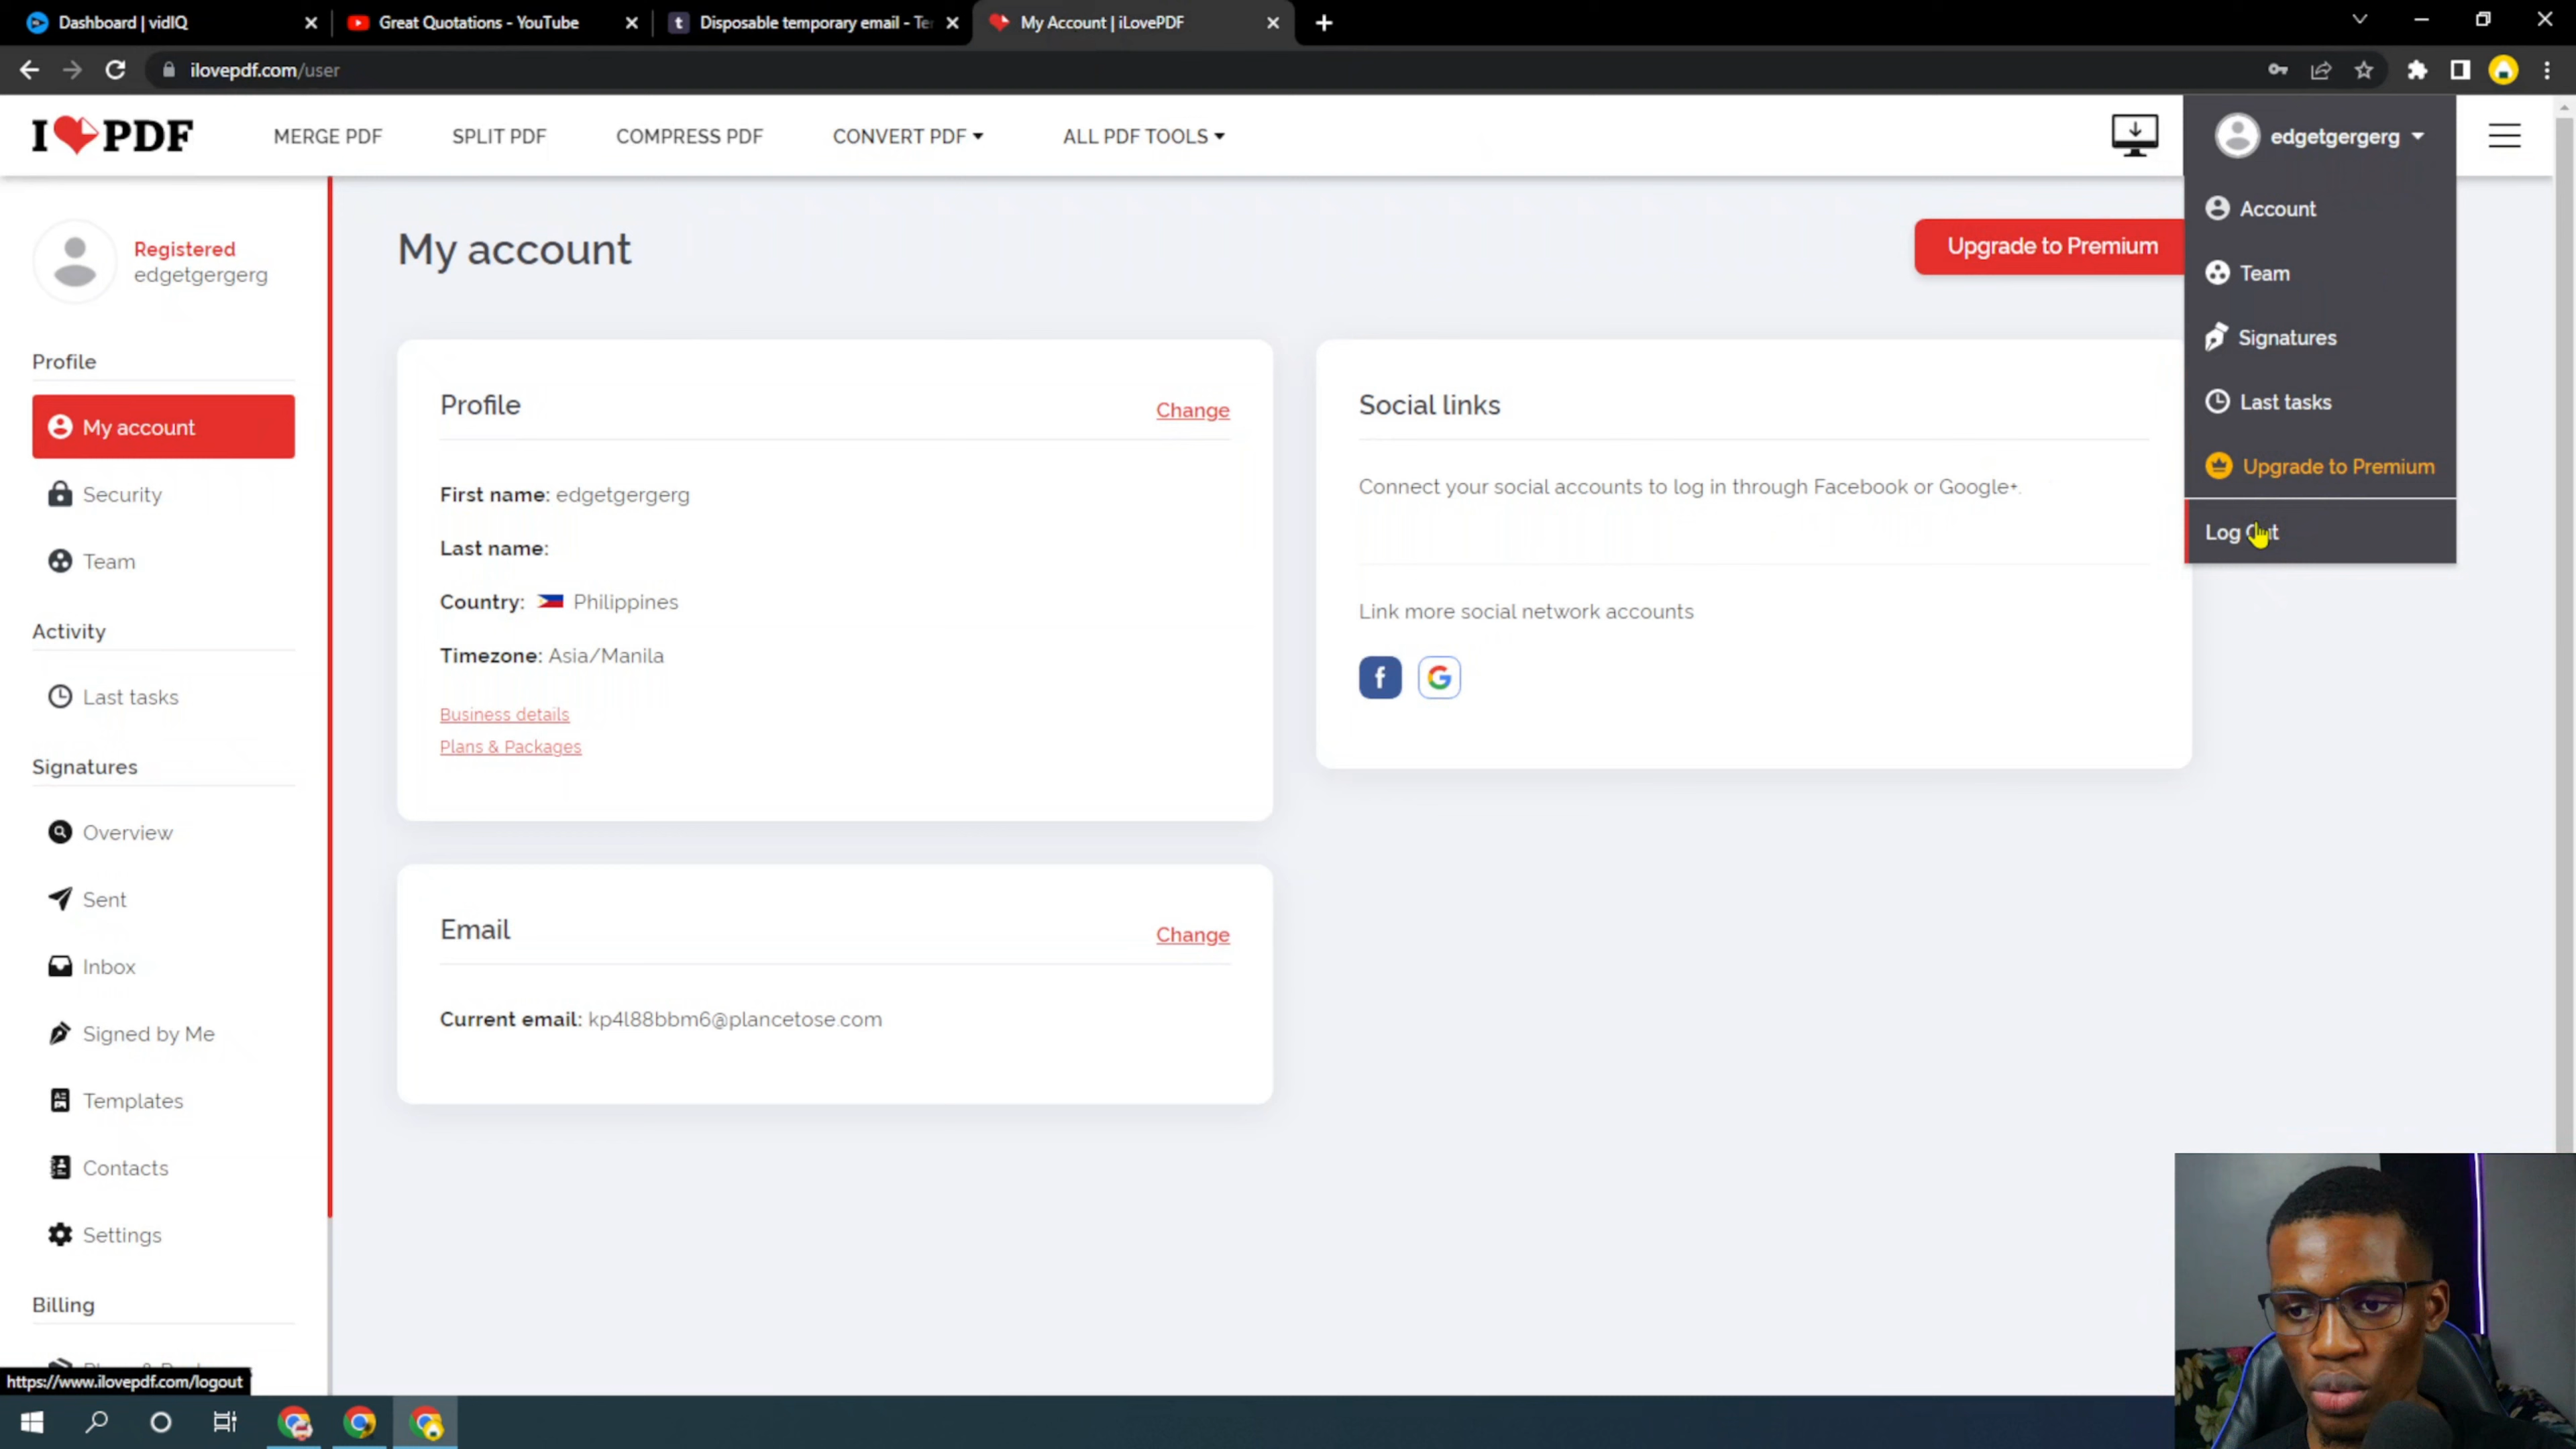 Dashboard | vidIQ
Great Quotations - YouTube
Disposable temporary email - Te
My Account | iLovePDF
ilovepdf.com/user
I PDF
MERGE PDF
SPLIT PDF
COMPRESS PDF
CONVERT PDF
ALL PDF TOOLS
edgetgergerg
Account
Team
Signatures
Last tasks
Upgrade to Premium
Log Out
Registered
edgetgergerg
Profile
My account
Security
Team
Activity
Last tasks
Signatures
Overview
Sent
Inbox
Signed by Me
Templates
Contacts
Settings
Billing
My account
Upgrade to Premium
Profile
Change
First name: edgetgergerg
Last name:
Country: Philippines
Timezone: Asia/Manila
Business details
Plans & Packages
Social links
Connect your social accounts to log in through Facebook or Google+.
Link more social network accounts
Email
Change
Current email: kp4l88bbm6@plancetose.com
https://www.ilovepdf.com/logout